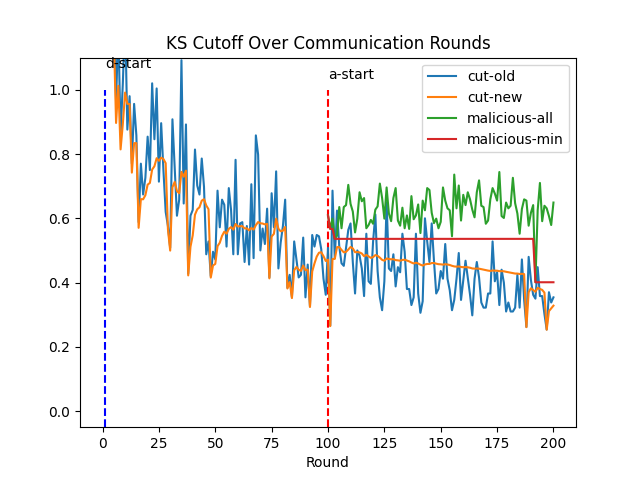 KS Cutoff Over Communication Rounds
d-start
a-start
cut-old
cut-new
malicious-all
malicious-min
1.0
0.8
0.6
0.4
0.2
0.0
0
25
50
75
100
125
150
175
200
Round